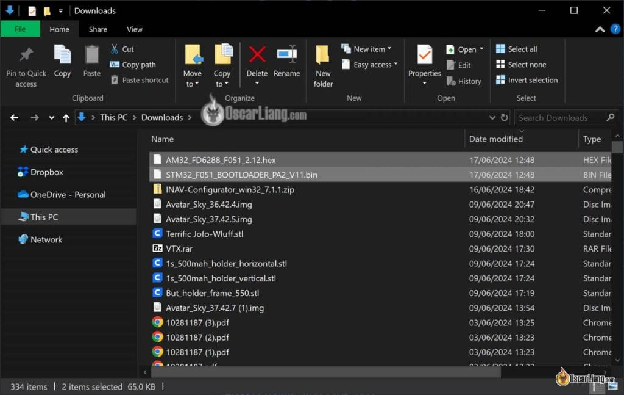 Downloads
File Home Share View
Pin to Quick access
Copy
Paste
Cut
Copy path
Paste shortcut
Clipboard
Move to
Copy to
Delete
Rename
Organize
New folder
New item
Easy access
New
Properties
Open
Edit
History
Open
Select all
Select none
Invert selection
Select
This PC > Downloads >
Search Downloads
OscarLiang.com
Name Date modified Type
Quick access
Dropbox
OneDrive - Personal
This PC
Network
AM32_FD6288_F051_2.12.hex 17/06/2024 12:48 HEX File
STM32_F051_BOOTLOADER_PA2_V11.bin 17/06/2024 12:48 BIN File
INAV-Configurator_win32_7.1.1.zip 16/06/2024 18:42 Compre
Avatar_Sky_36.42.4.img 09/06/2024 20:47 Disc Im
Avatar_Sky_37.42.5.img 09/06/2024 20:32 Disc Im
Terrific Jofo-Wluff.stl 09/06/2024 18:00 Standar
VTX.rar 09/06/2024 17:30 RAR File
1s_500mah_holder_horizontal.stl 09/06/2024 17:24 Standar
1s_500mah_holder_vertical.stl 09/06/2024 17:24 Standar
But_holder_frame_550.stl 09/06/2024 17:19 Standar
Avatar_Sky_37.42.7 (1).img 09/06/2024 13:54 Disc Im
10281187 (3).pdf 03/06/2024 13:25 Chrome
10281187 (2).pdf 03/06/2024 13:23 Chrome
10281187 (1).pdf 03/06/2024 13:23 Chrome
334 items 2 items selected 65.0 KB
OscarLiang.com